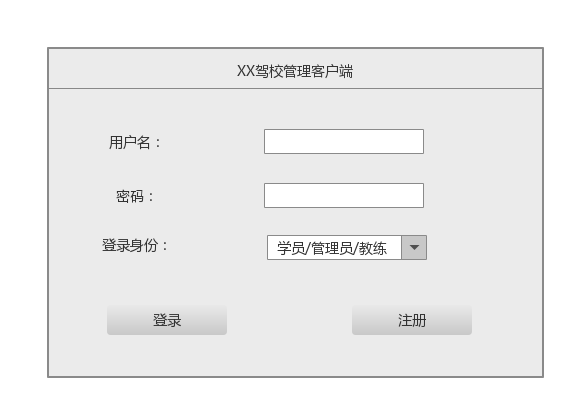 XX驾校管理客户端
用户名：
密码：
登录身份：
学员/管理员/教练
登录
注册